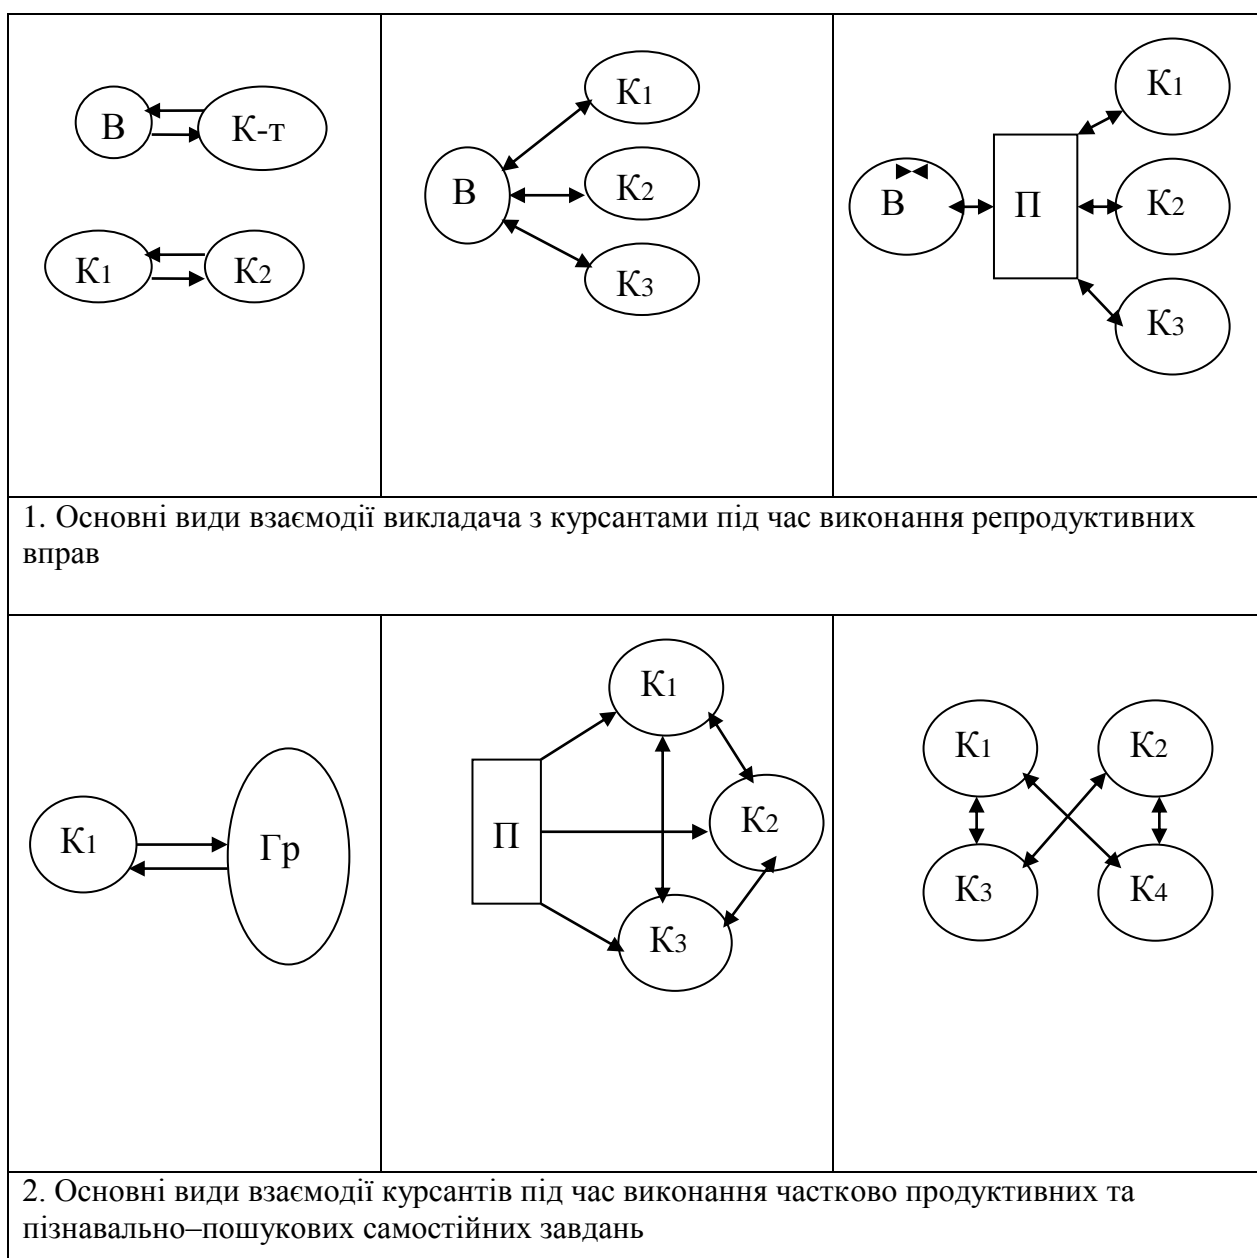 В
К-т
К1
К2
В
К1
К2
К3
В
П
К1
К2
К3
1. Основні види взаємодії викладача з курсантами під час виконання репродуктивних
вправ
К1
Гр
П
К1
К2
К3
К1
К2
К3
К4
2. Основні види взаємодії курсантів під час виконання частково продуктивних та
пізнавально–пошукових самостійних завдань